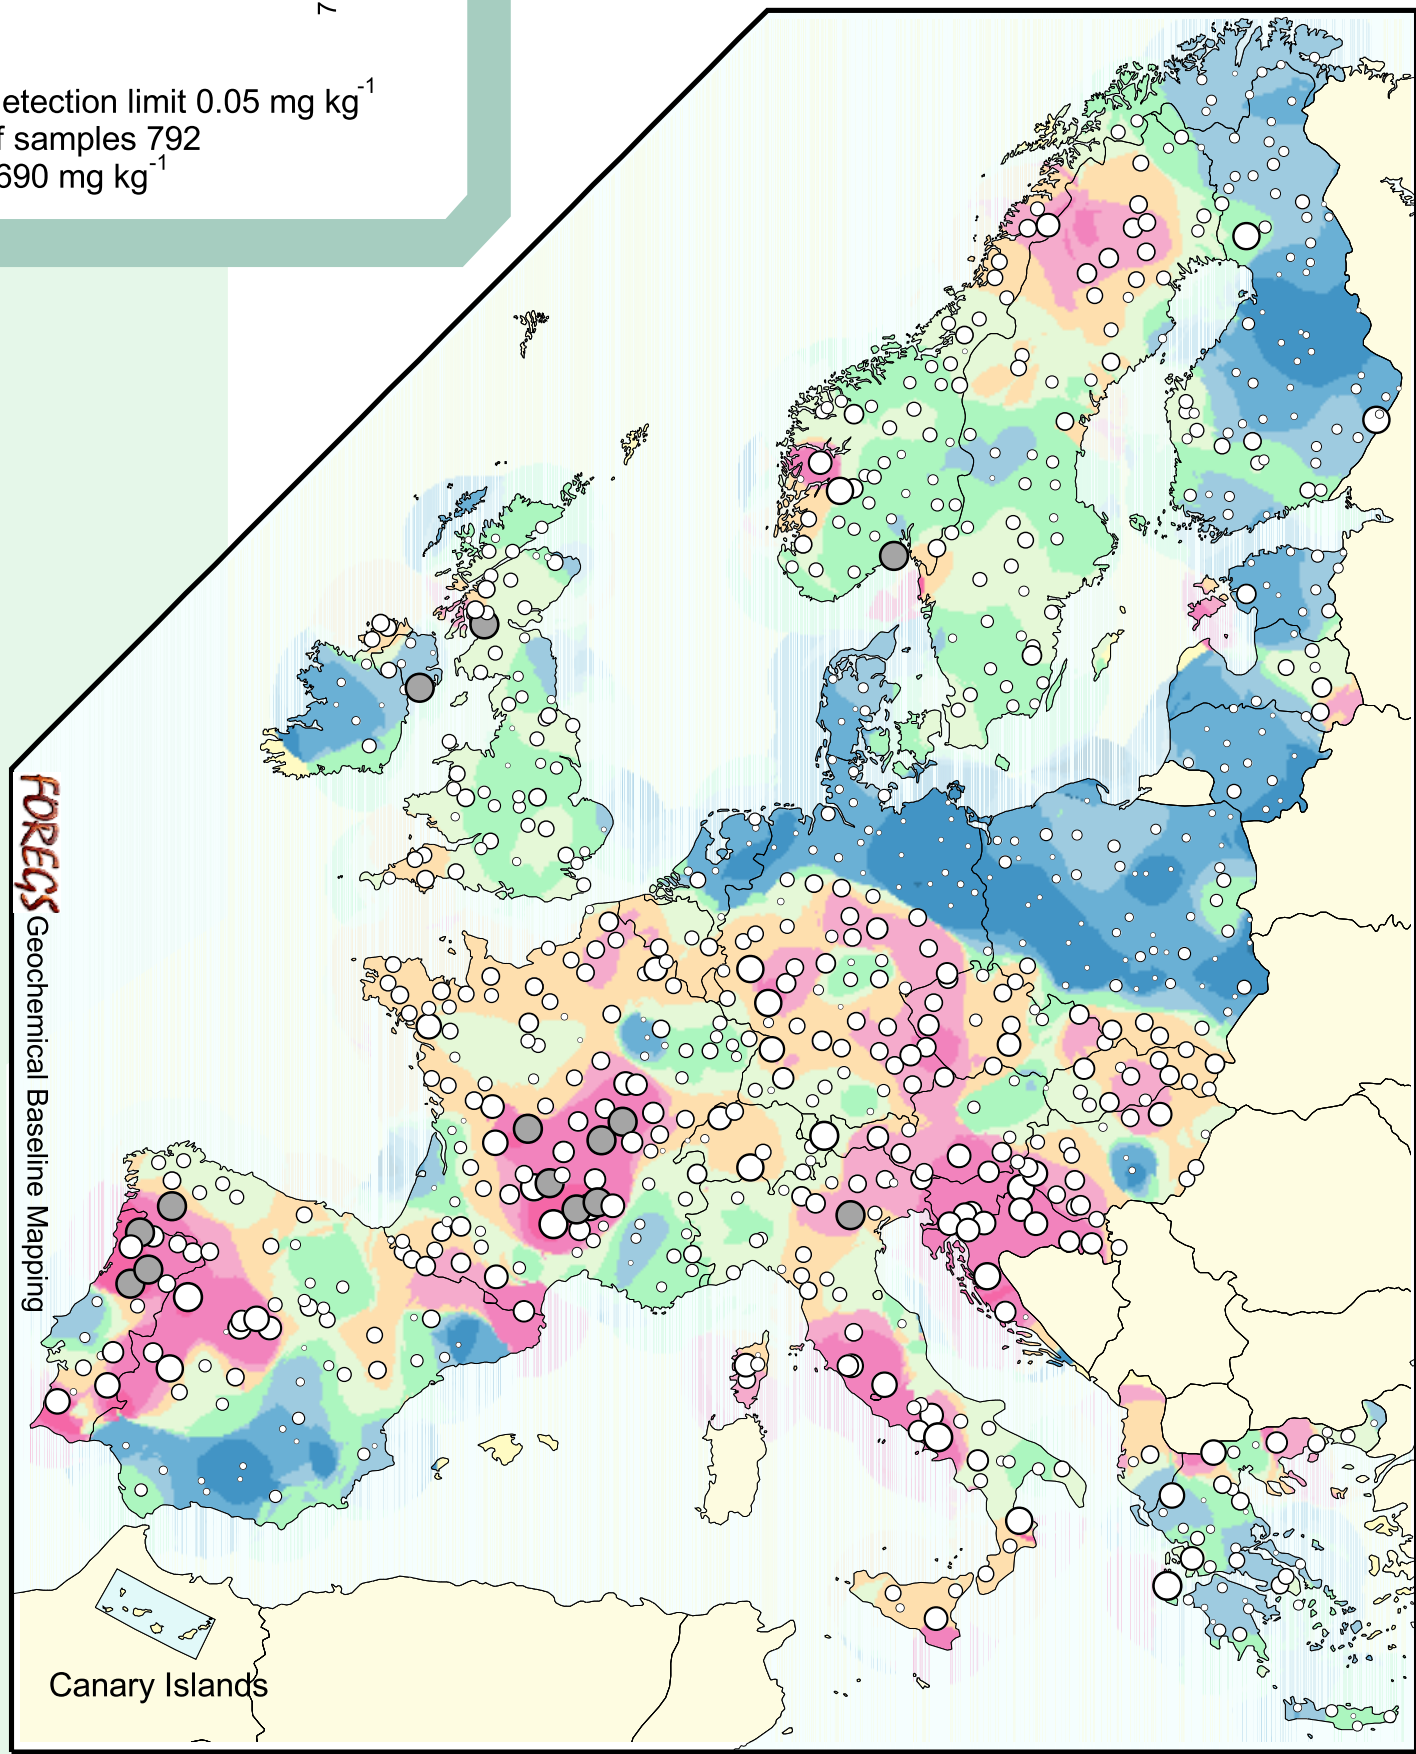 7
etection limit 0.05 mg kg-1
f samples 792
690 mg kg-1
FOREGS Geochemical Baseline Mapping
Canary Islands